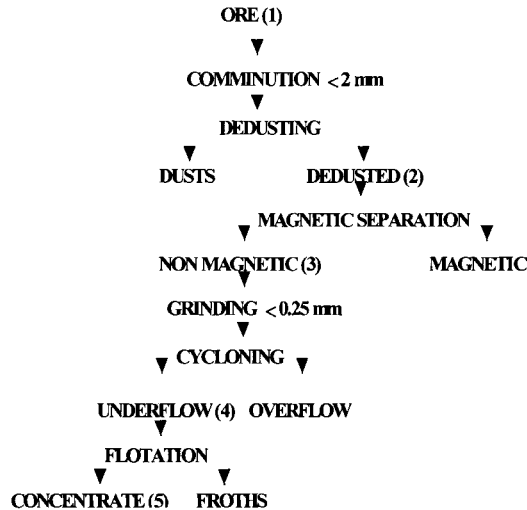 ORE (1)
COMMINUTION < 2 mm
DEDUSTING
DUSTS DEDUSTED (2)
MAGNETIC SEPARATION
NON MAGNETIC (3) MAGNETIC
GRINDING < 0.25 mm
CYCLONING
UNDERFLOW (4) OVERFLOW
FLOTATION
CONCENTRATE (5) FROTHS